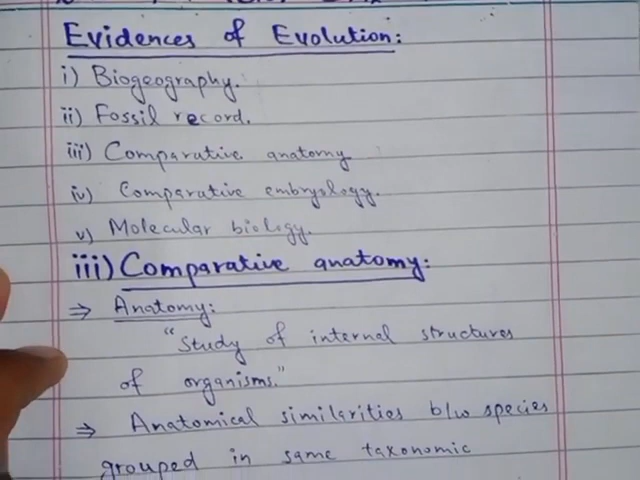 Evidences of Evolution:
i) Biogeography.
ii) Fossil record.
iii) Comparative anatomy
iv) Comparative embryology.
v) Molecular biology.
iii) Comparative anatomy:
⇒ Anatomy:
"Study of internal structures
of organisms."
⇒ Anatomical similarities b/w species
grouped in same taxonomic